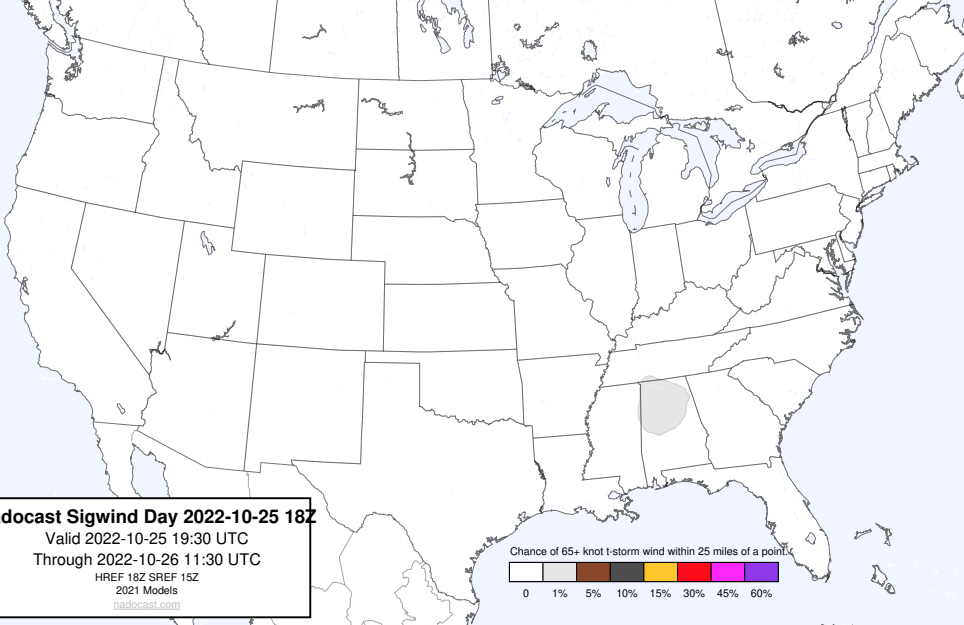 adocast Sigwind Day 2022-10-25 18Z
Valid 2022-10-25 19:30 UTC
Through 2022-10-26 11:30 UTC
HREF 18Z SREF 15Z
2021 Models
nadocast.com
Chance of 65+ knot t-storm wind within 25 miles of a point.
0 1% 5% 10% 15% 30% 45% 60%